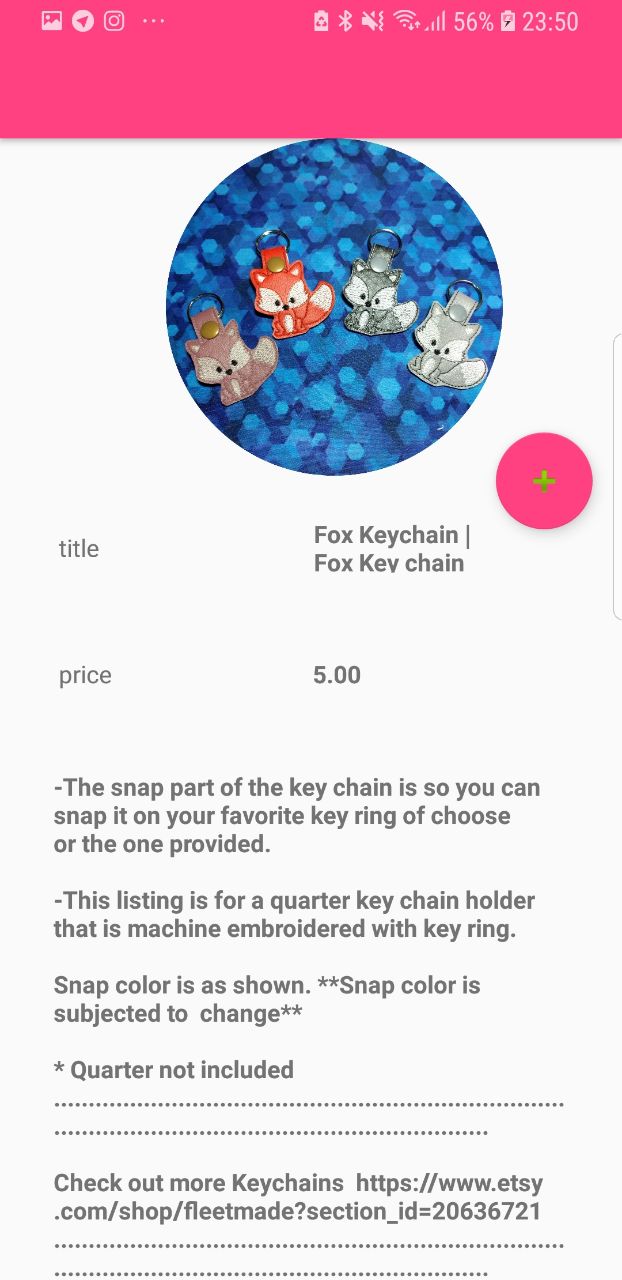 56% 23:50
title
Fox Keychain |
Fox Key chain
price
5.00
-The snap part of the key chain is so you can
snap it on your favorite key ring of choose
or the one provided.
-This listing is for a quarter key chain holder
that is machine embroidered with key ring.
Snap color is as shown. **Snap color is
subjected to  change**
* Quarter not included
.........................................................................
..............................................................
Check out more Keychains  https://www.etsy
.com/shop/fleetmade?section_id=20636721
.........................................................................
..............................................................